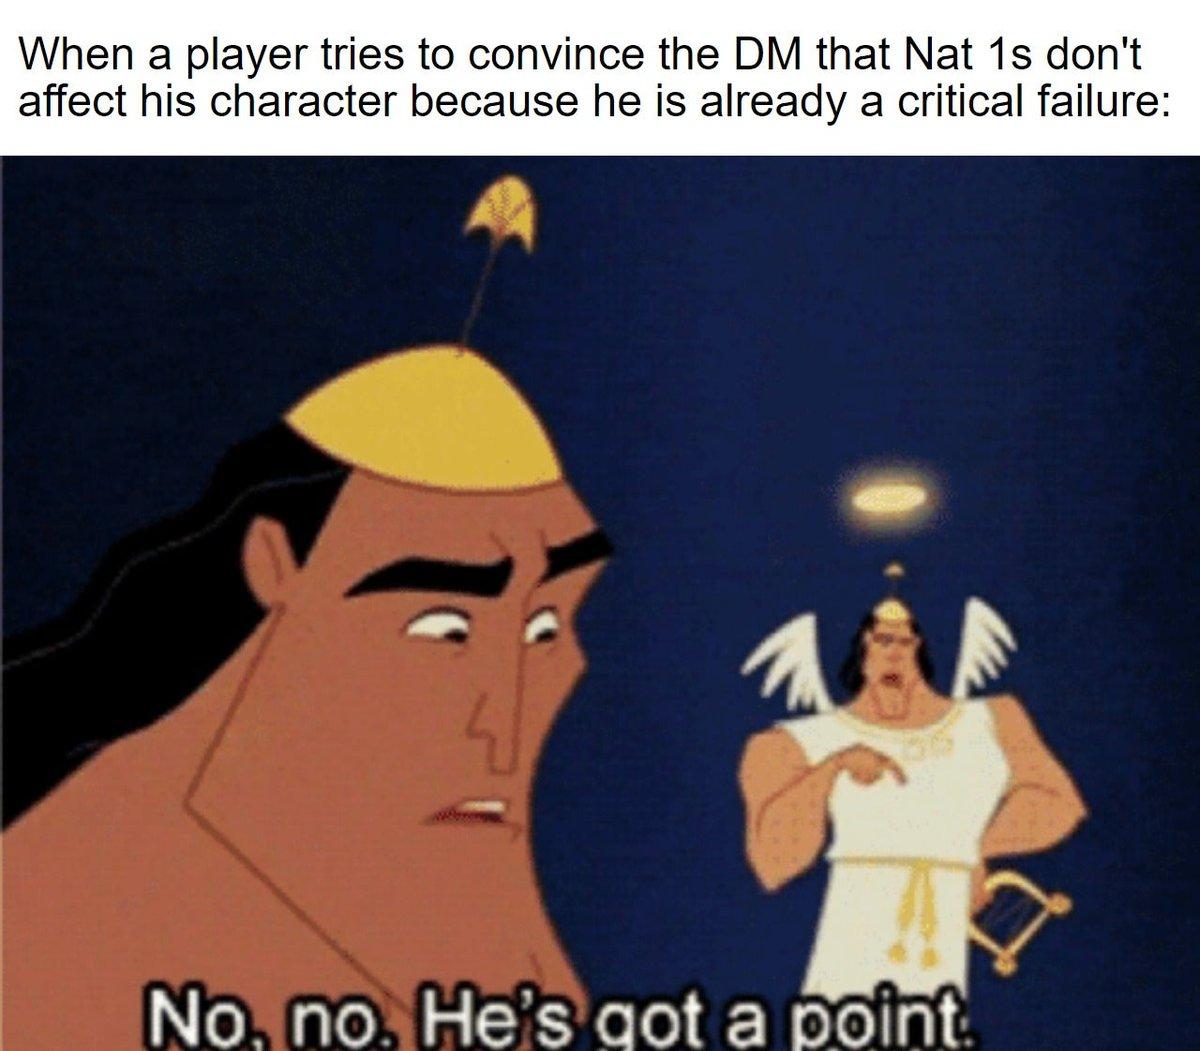 When a player tries to convince the DM that Nat 1s don't
affect his character because he is already a critical failure:
No, no. He's got a point.